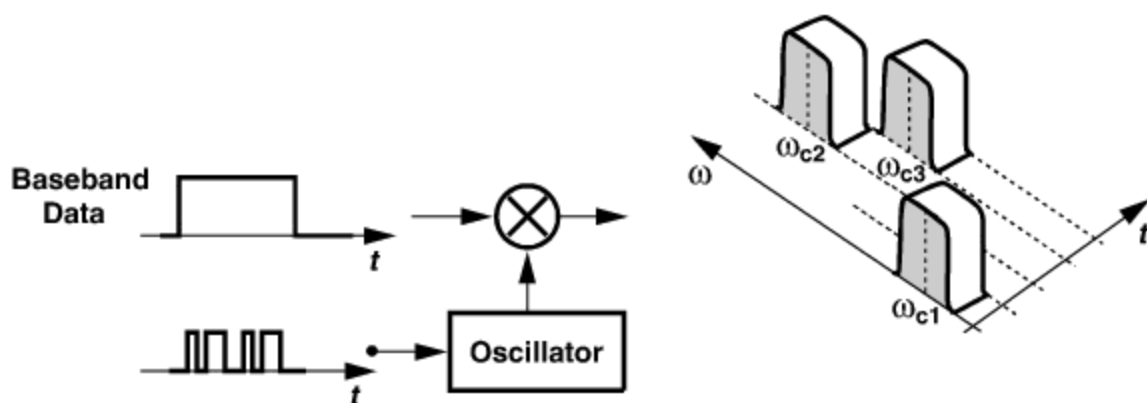 Baseband
Data
t
t
Oscillator
ωc2
ωc3
ω
t
ωc1